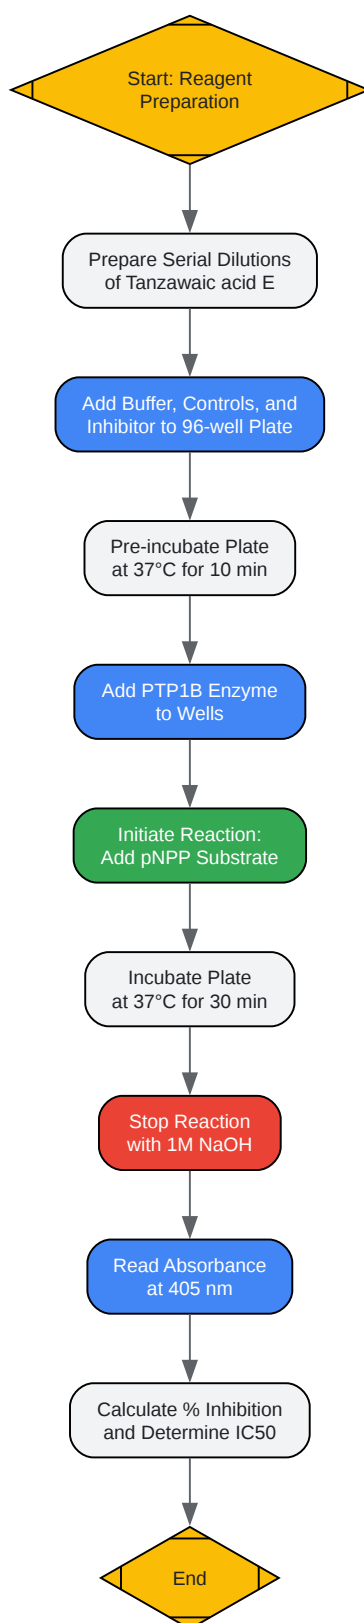 Start: Reagent
Preparation
Prepare Serial Dilutions
of Tanzawaic acid E
Add Buffer, Controls, and
Inhibitor to 96-well Plate
Pre-incubate Plate
at 37°C for 10 min
Add PTP1B Enzyme
to Wells
Initiate Reaction:
Add pNPP Substrate
Incubate Plate
at 37°C for 30 min
Stop Reaction
with 1M NaOH
Read Absorbance
at 405 nm
Calculate % Inhibition
and Determine IC50
End